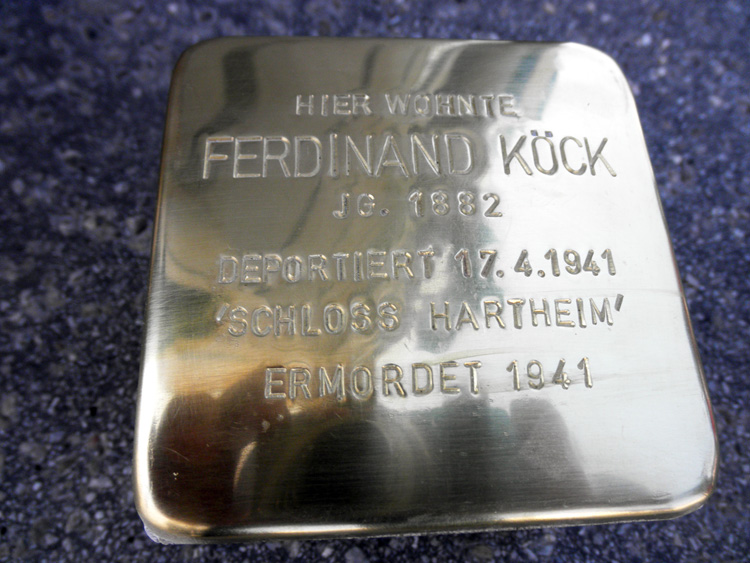 HIER WOHNTE
FERDINAND KÖCK
JG. 1882
DEPORTIERT 17.4.1941
'SCHLOSS HARTHEIM'
ERMORDET 1941